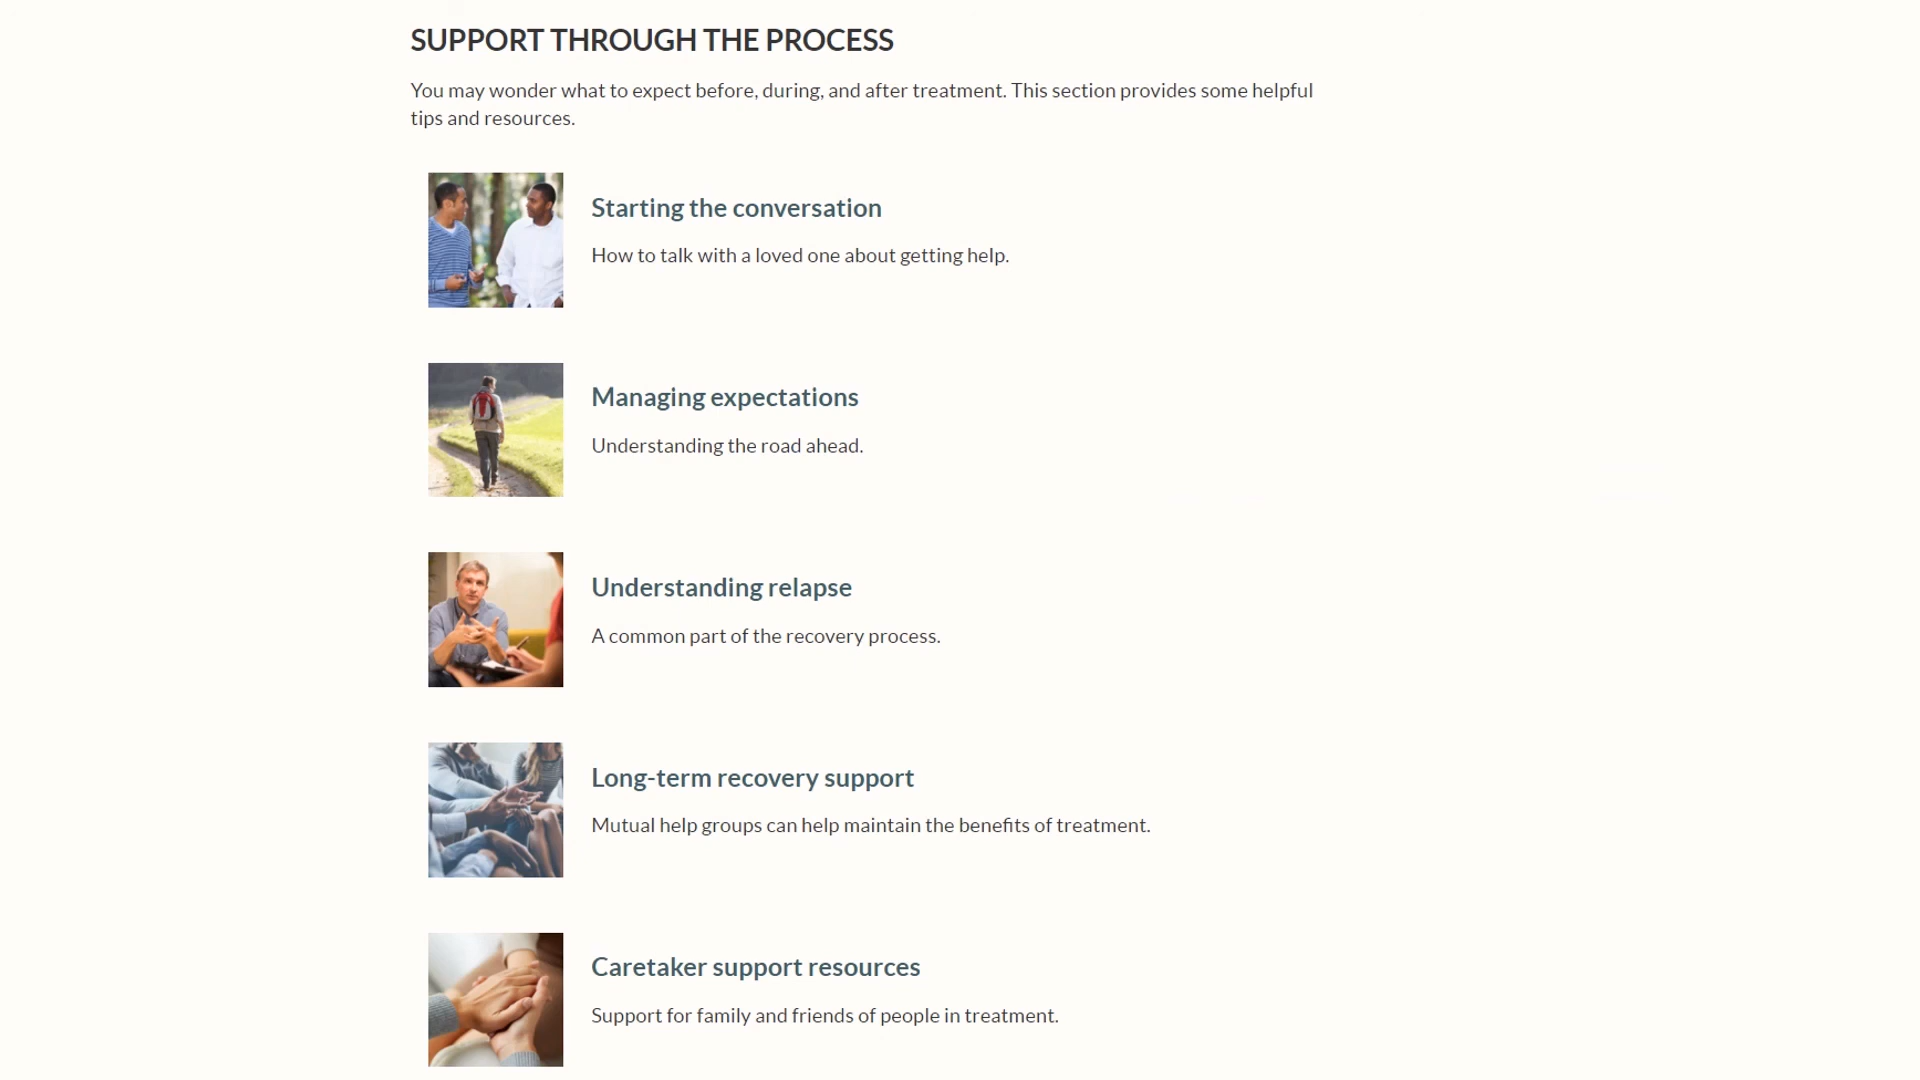 SUPPORT THROUGH THE PROCESS
You may wonder what to expect before, during, and after treatment. This section provides some helpful
tips and resources.
Starting the conversation
How to talk with a loved one about getting help.
Managing expectations
Understanding the road ahead.
Understanding relapse
A common part of the recovery process.
Long-term recovery support
Mutual help groups can help maintain the benefits of treatment.
Caretaker support resources
Support for family and friends of people in treatment.